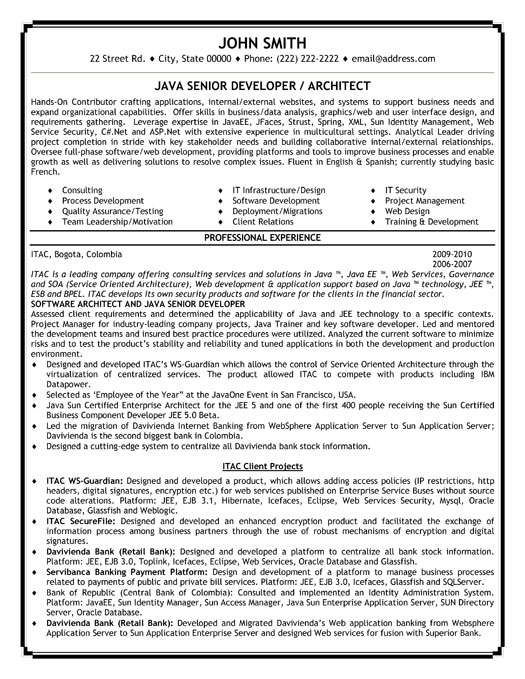 JOHN SMITH
22 Street Rd. ♦ City, State 00000 ♦ Phone: (222) 222-2222 ♦ email@address.com
JAVA SENIOR DEVELOPER / ARCHITECT
Hands-On Contributor crafting applications, internal/external websites, and systems to support business needs and
expand organizational capabilities. Offer skills in business/data analysis, graphics/web and user interface design, and
requirements gathering. Leverage expertise in JavaEE, JFaces, Strust, Spring, XML, Sun Identity Management, Web
Service Security, C#.Net and ASP.Net with extensive experience in multicultural settings. Analytical Leader driving
project completion in stride with key stakeholder needs and building collaborative internal/external relationships.
Oversee full-phase software/web development, providing platforms and tools to improve business processes and enable
growth as well as delivering solutions to resolve complex issues. Fluent in English & Spanish; currently studying basic
French.
• Consulting • IT Infrastructure/Design • IT Security
• Process Development • Software Development • Project Management
• Quality Assurance/Testing • Deployment/Migrations • Web Design
• Team Leadership/Motivation • Client Relations • Training & Development
PROFESSIONAL EXPERIENCE
ITAC, Bogota, Colombia 2009-2010
2006-2007
ITAC is a leading company offering consulting services and solutions in Java ™, Java EE ™, Web Services, Governance
and SOA (Service Oriented Architecture), Web development & application support based on Java ™ technology, JEE ™,
ESB and BPEL. ITAC develops its own security products and software for the clients in the financial sector.
SOFTWARE ARCHITECT AND JAVA SENIOR DEVELOPER
Assessed client requirements and determined the applicability of Java and JEE technology to a specific contexts.
Project Manager for industry-leading company projects, Java Trainer and key software developer. Led and mentored
the development teams and insured best practice procedures were utilized. Analyzed the current software to minimize
risks and to test the product's stability and reliability and tuned applications in both the development and production
environment.
♦ Designed and developed ITAC's WS-Guardian which allows the control of Service Oriented Architecture through the
virtualization of centralized services. The product allowed ITAC to compete with products including IBM
Datapower.
♦ Selected as 'Employee of the Year" at the JavaOne Event in San Francisco, USA.
♦ Java Sun Certified Enterprise Architect for the JEE 5 and one of the first 400 people receiving the Sun Certified
Business Component Developer JEE 5.0 Beta.
♦ Led the migration of Davivienda Internet Banking from WebSphere Application Server to Sun Application Server;
Davivienda is the second biggest bank in Colombia.
♦ Designed a cutting-edge system to centralize all Davivienda bank stock information.
ITAC Client Projects
♦ ITAC WS-Guardian: Designed and developed a product, which allows adding access policies (IP restrictions, http
headers, digital signatures, encryption etc.) for web services published on Enterprise Service Buses without source
code alterations. Platform: JEE, EJB 3.1, Hibernate, Icefaces, Eclipse, Web Services Security, Mysql, Oracle
Database, Glassfish and Weblogic.
♦ ITAC SecureFile: Designed and developed an enhanced encryption product and facilitated the exchange of
information process among business partners through the use of robust mechanisms of encryption and digital
signatures.
♦ Davivienda Bank (Retail Bank): Designed and developed a platform to centralize all bank stock information.
Platform: JEE, EJB 3.0, Toplink, Icefaces, Eclipse, Web Services, Oracle Database and Glassfish.
♦ Servibanca Banking Payment Platform: Design and development of a platform to manage business processes
related to payments of public and private bill services. Platform: JEE, EJB 3.0, Icefaces, Glassfish and SQLServer.
♦ Bank of Republic (Central Bank of Colombia): Consulted and implemented an Identity Administration System.
Platform: JavaEE, Sun Identity Manager, Sun Access Manager, Java Sun Enterprise Application Server, SUN Directory
Server, Oracle Database.
♦ Davivienda Bank (Retail Bank): Developed and Migrated Davivienda's Web application banking from Websphere
Application Server to Sun Application Enterprise Server and designed Web services for fusion with Superior Bank.